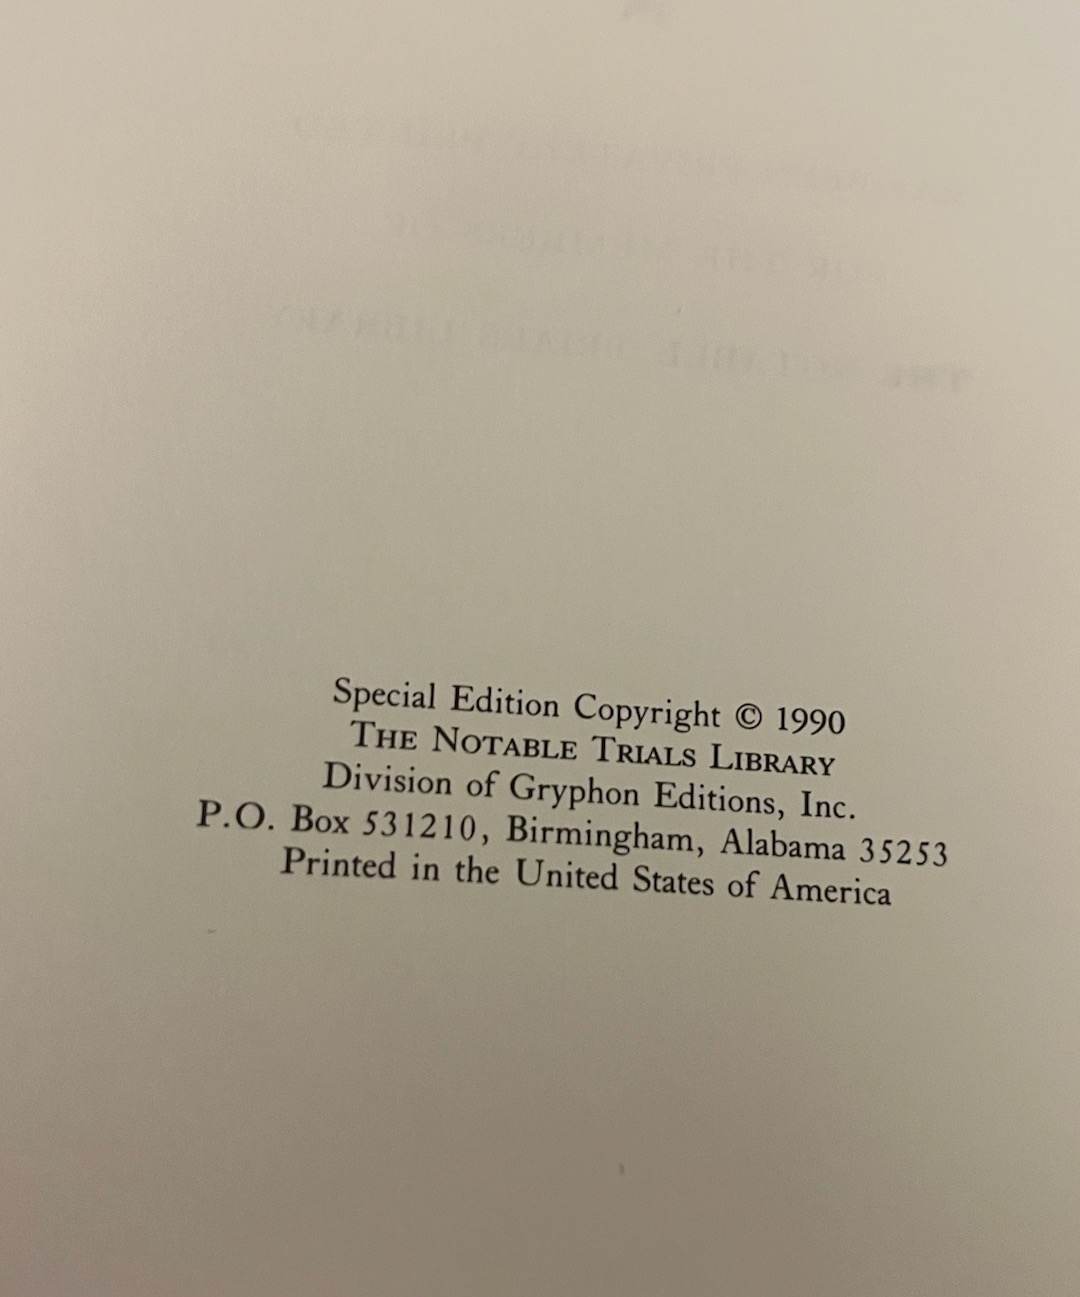 Special Edition Copyright © 1990
THE NOTABLE TRIALS LIBRARY
Division of Gryphon Editions, Inc.
P.O. Box 531210, Birmingham, Alabama 35253
Printed in the United States of America